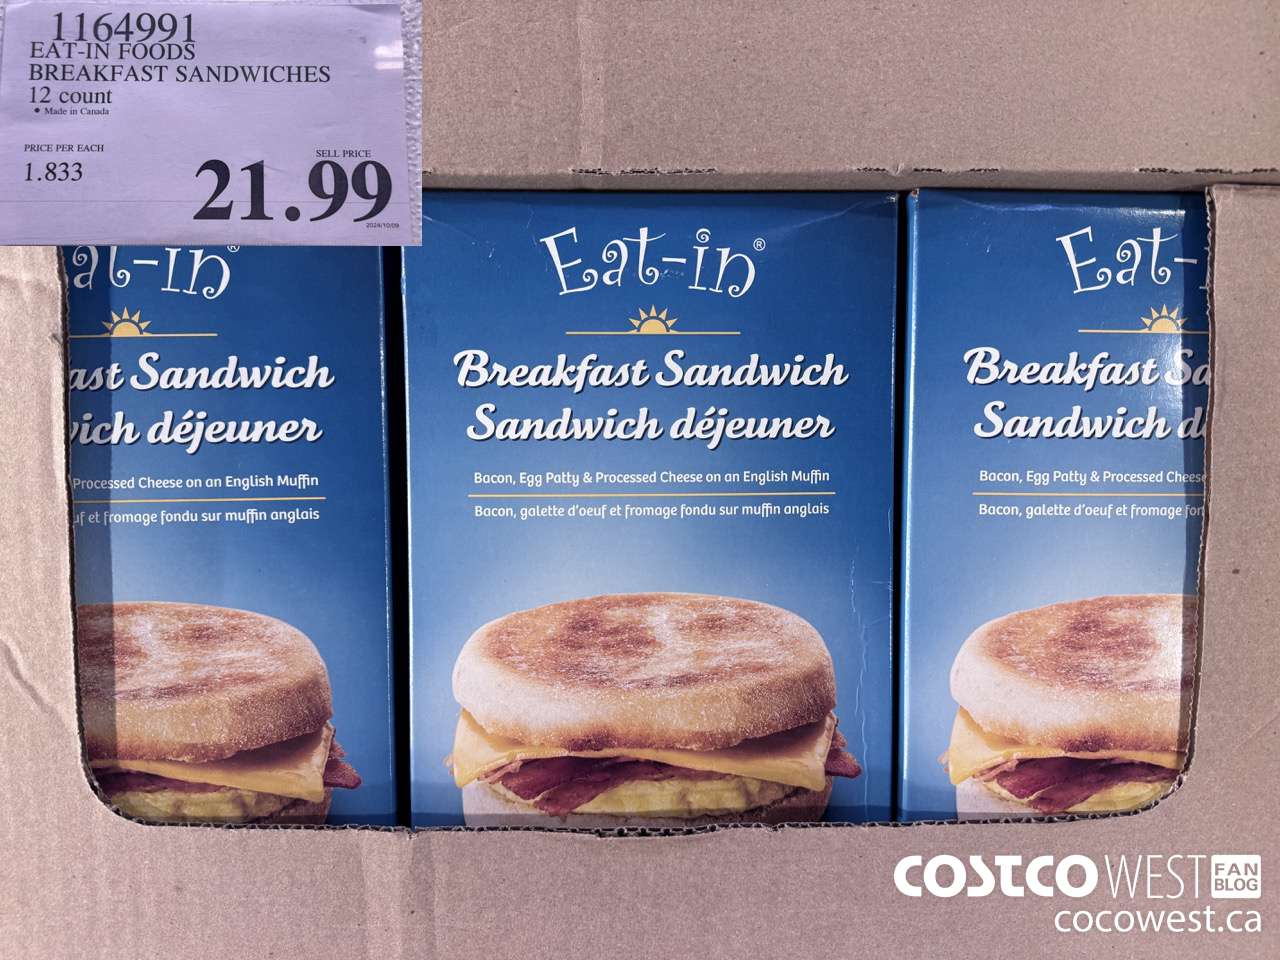 1164991
EAT-IN FOODS
BREAKFAST SANDWICHES
12 count
• Made in Canada
PRICE PER EACH
1.833
SELL PRICE
21.99
2024/10/09
at-in®
ast Sandwich
wich déjeuner
Processed Cheese on an English Muffin
uf et fromage fondu sur muffin anglais
Eat-in®
Breakfast Sandwich
Sandwich déjeuner
Bacon, Egg Patty & Processed Cheese on an English Muffin
Bacon, galette d'oeuf et fromage fondu sur muffin anglais
Eat-
Breakfast Sa
Sandwich dé
Bacon, Egg Patty & Processed Cheese
Bacon, galette d'oeuf et fromage fon
COSTCO WEST FAN BLOG
cocowest.ca